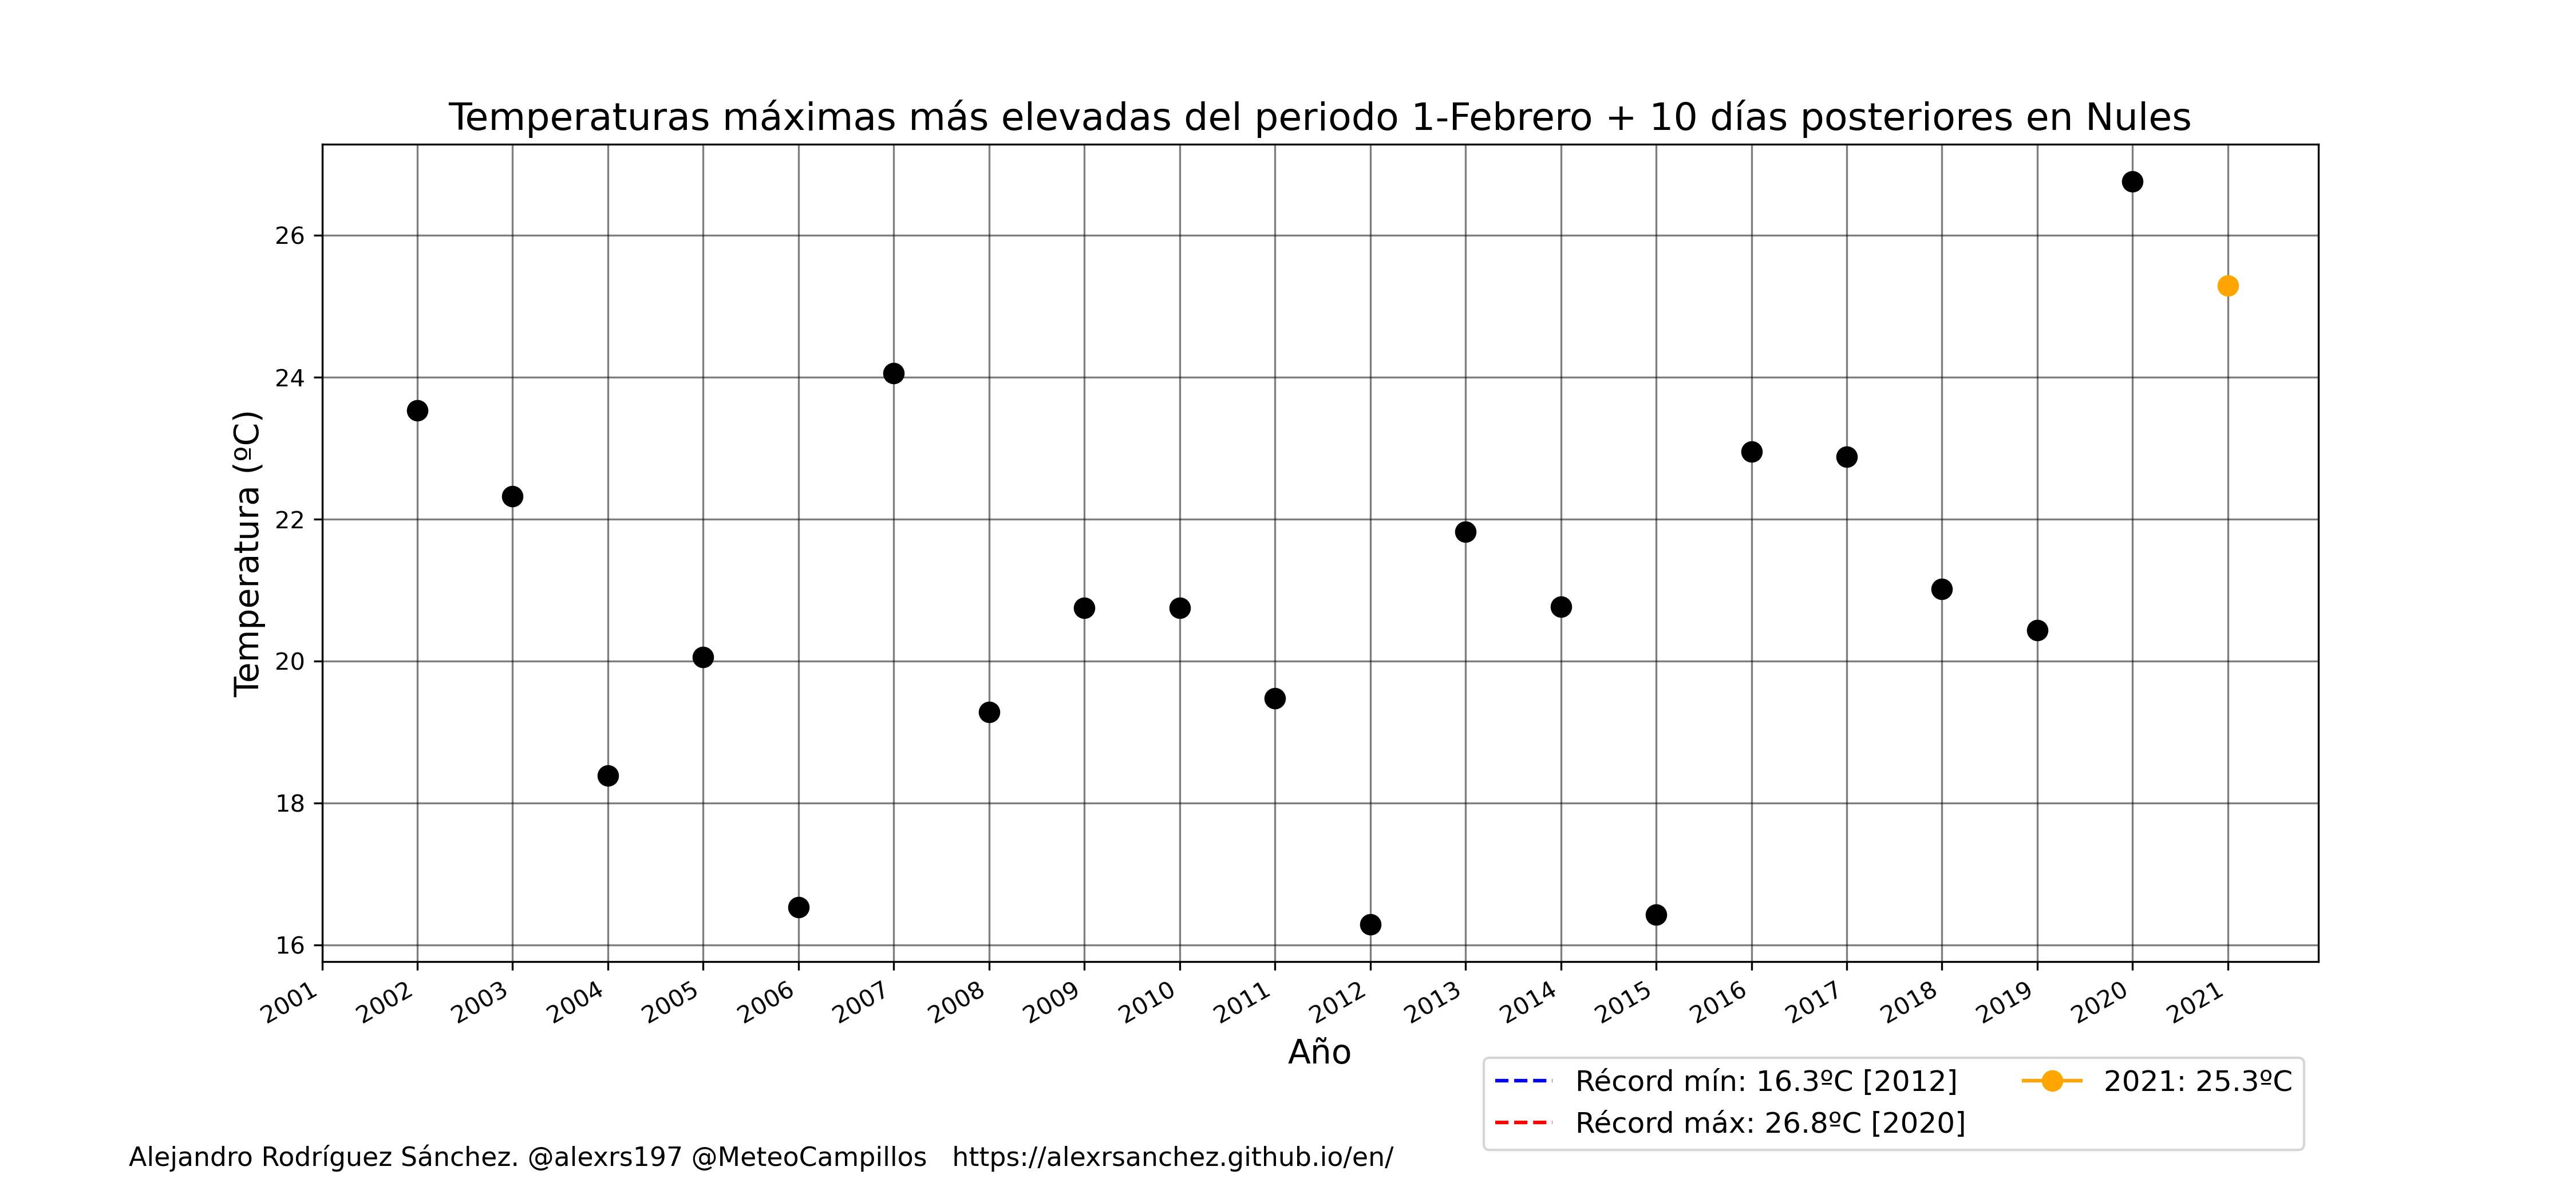 Temperaturas máximas más elevadas del periodo 1-Febrero + 10 días posteriores en Nules
Temperatura (ºC)
26
24
22
20
18
16
2001 2002 2003 2004 2005 2006 2007 2008 2009 2010 2011 2012 2013 2014 2015 2016 2017 2018 2019 2020 2021
Año
Récord mín: 16.3ºC [2012]
Récord máx: 26.8ºC [2020]
2021: 25.3ºC
Alejandro Rodríguez Sánchez. @alexrs197 @MeteoCampillos https://alexrsanchez.github.io/en/